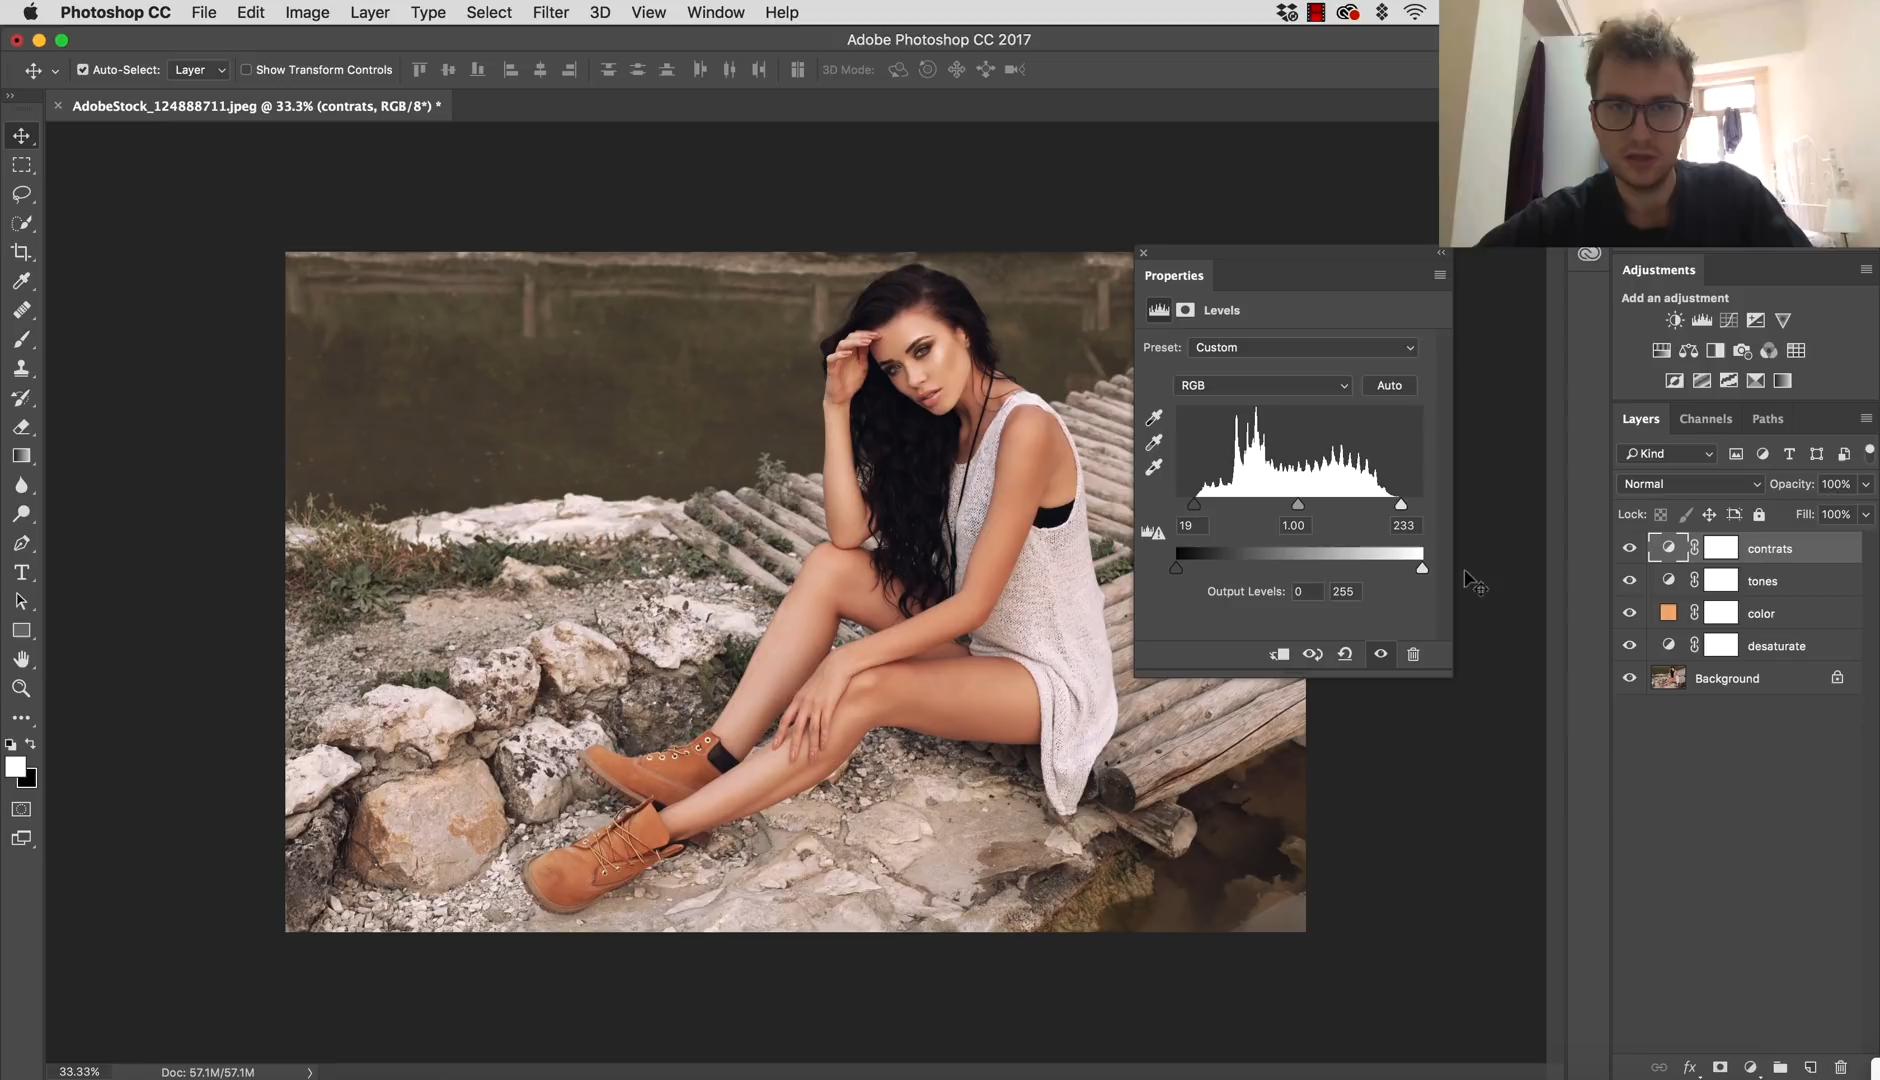 Photoshop CC File Edit Image Layer Type Select Filter 3D View Window Help
Adobe Photoshop CC 2017
Auto-Select: Layer Show Transform Controls 3D Mode:
AdobeStock_124888711.jpeg @ 33.3% (contrats, RGB/8*) *
Properties
Levels
Preset: Custom
RGB Auto
19 1.00 233
Output Levels: 0 255
Adjustments
Add an adjustment
Layers Channels Paths
Kind
Normal Opacity: 100%
Lock: Fill: 100%
contrats
tones
color
desaturate
Background
33.33% Doc: 57.1M/57.1M